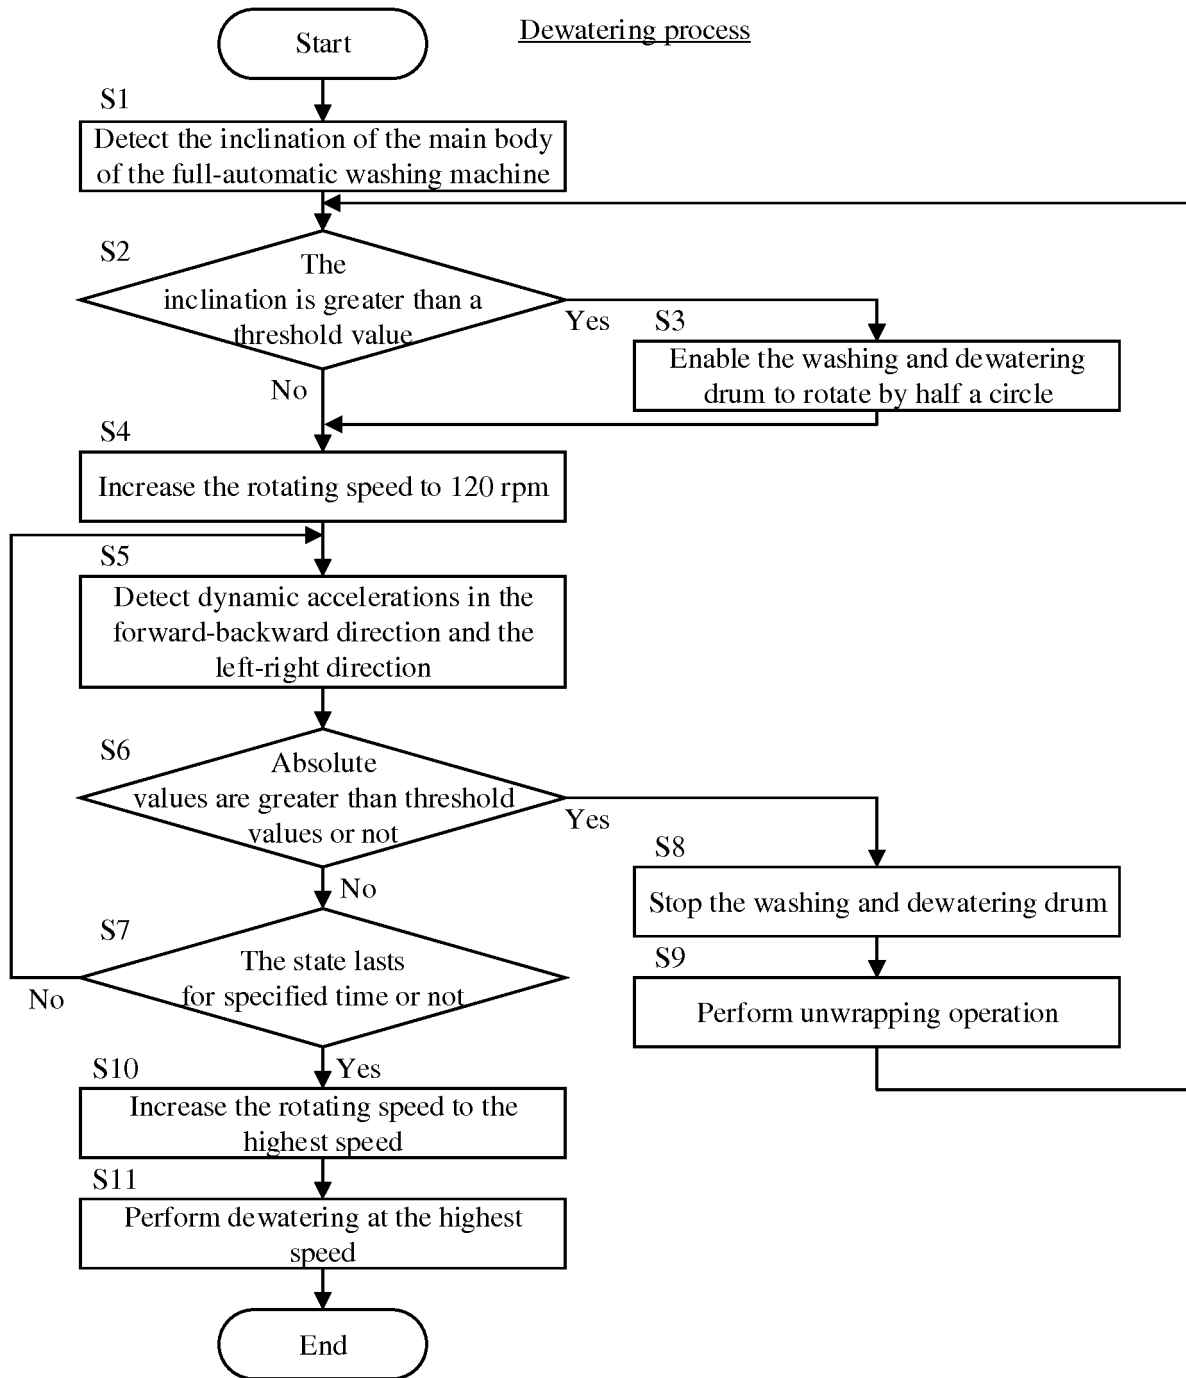 Dewatering process
Start
S1
Detect the inclination of the main body
of the full-automatic washing machine
S2
The
inclination is greater than a
threshold value
Yes
No
S3
Enable the washing and dewatering
drum to rotate by half a circle
S4
Increase the rotating speed to 120 rpm
S5
Detect dynamic accelerations in the
forward-backward direction and the
left-right direction
S6
Absolute
values are greater than threshold
values or not
Yes
No
S7
The state lasts
for specified time or not
No
Yes
S8
Stop the washing and dewatering drum
S9
Perform unwrapping operation
S10
Increase the rotating speed to the
highest speed
S11
Perform dewatering at the highest
speed
End